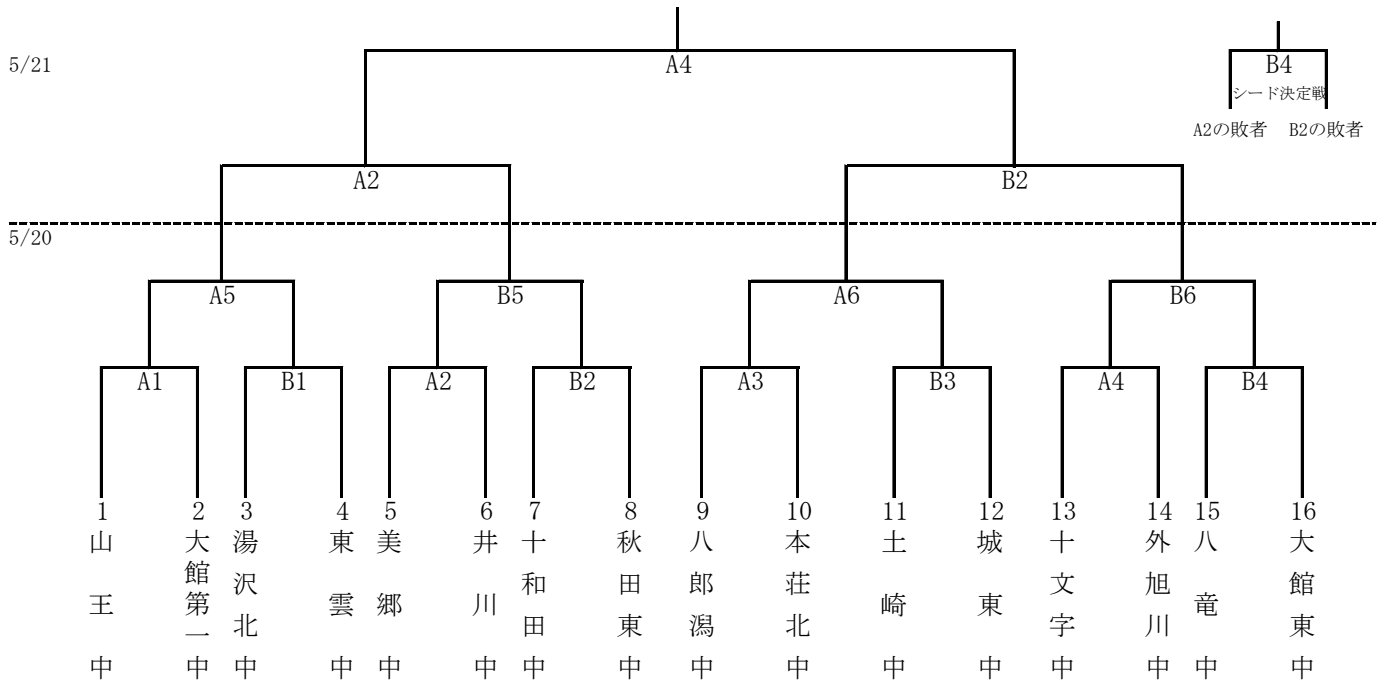 5/21
A4
B4
シード決定戦
A2の敗者 B2の敗者
A2
B2
5/20
A5
B5
A6
B6
A1
B1
A2
B2
A3
B3
A4
B4
1 山王中
2 大館第一中
3 湯沢北中
4 東雲中
5 美郷中
6 井川中
7 十和田中
8 秋田東中
9 八郎潟中
10 本荘北中
11 土崎中
12 城東中
13 十文字中
14 外旭川中
15 八竜中
16 大館東中